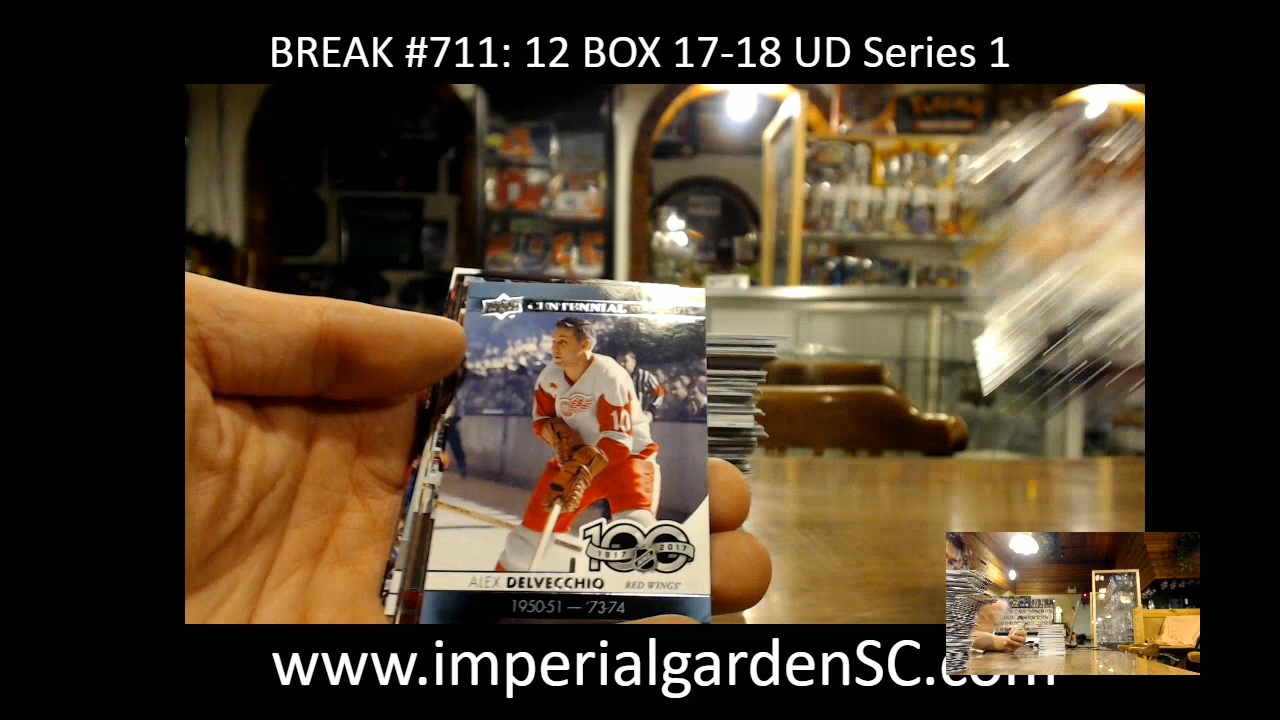 BREAK #711: 12 BOX 17-18 UD Series 1
CENTENNIAL
10
100
1917 2017
ALEX DELVECCHIO RED WINGS
1950-51 — '73-74
www.imperialgardenSC.com